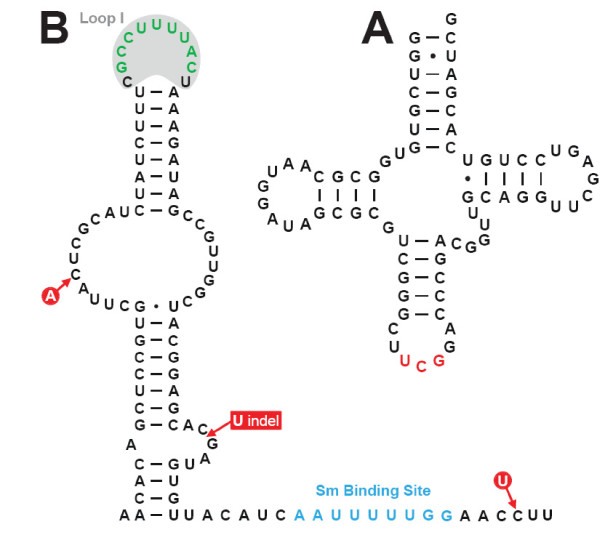 B
Loop I
C G C C U U U U A C U
U A
U A
U A
C G
U A
A U
U A
G C A U C G C C G U U G
C U C A U U C G U C G
U A
G C
C G
C G
U A
C G
G C A C G A U G
A
C G
A U
C G
A A U U A C A U C A A U U U U U G G A A C C U U
A
U indel
Sm Binding Site
U
A
G
G C
G U
U A
C G
G C
U A
G U G C
U G U C C U G A G C U U G G A C G
G C G C A A U G G A U A G C G C G
U U G G C
U A
C G
G C
G C
G C
C U U C G G A